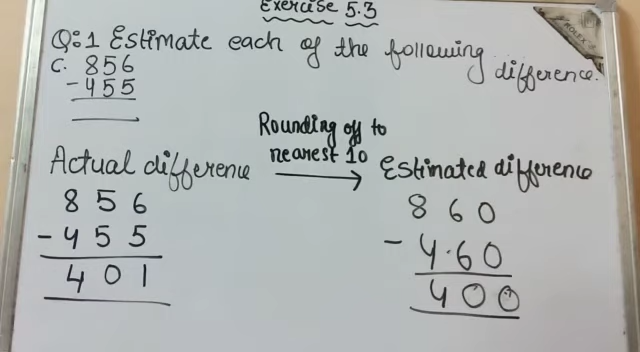 Exercise 5.3
Q:1 Estimate each of the following difference.
C. 856
- 455
Actual difference
856
- 455
401
Rounding off to
nearest 10
Estimated difference
860
- 4.60
400
ROLEX